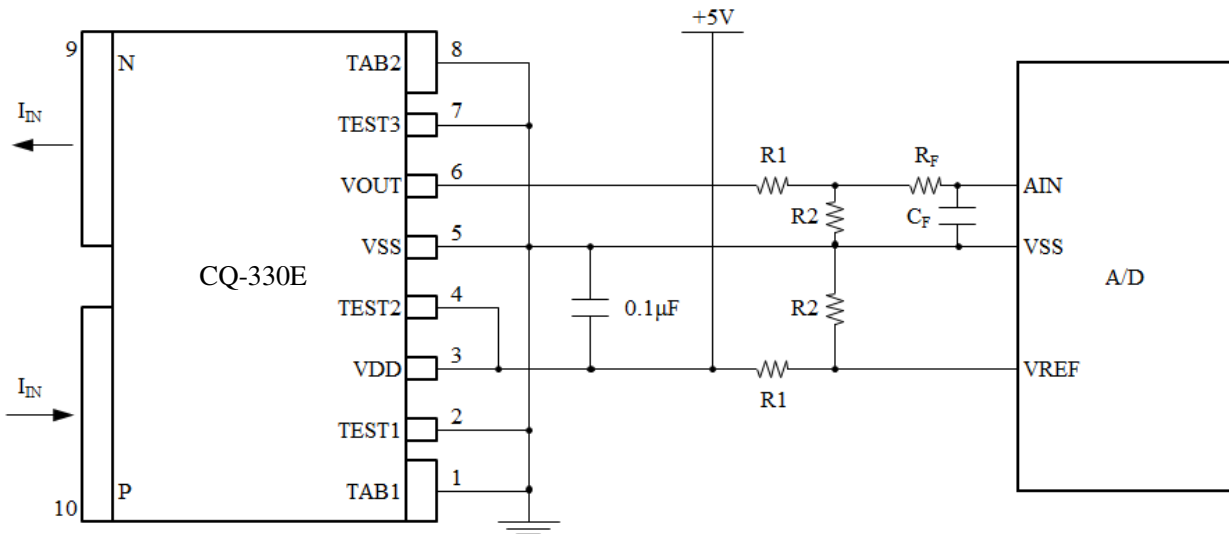 +5V
9
N
TAB2
8
TEST3
7
I_IN
R1
R_F
VOUT
6
AIN
R2
C_F
VSS
5
VSS
CQ-330E
A/D
TEST2
4
0.1μF
R2
VDD
3
VREF
I_IN
R1
TEST1
2
TAB1
1
10
P